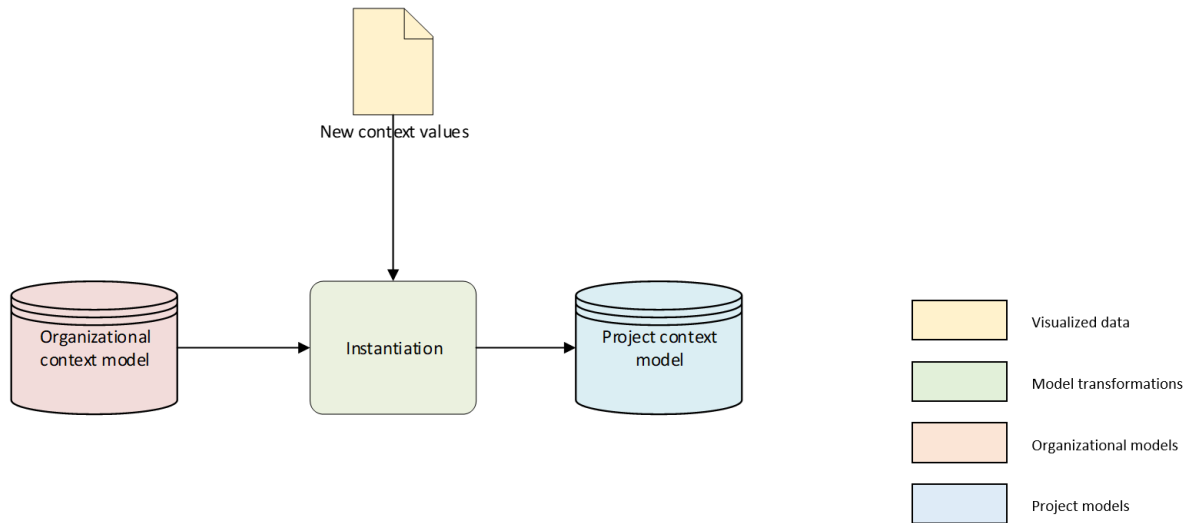 New context values
Organizational
context model
Instantiation
Project context
model
Visualized data
Model transformations
Organizational models
Project models